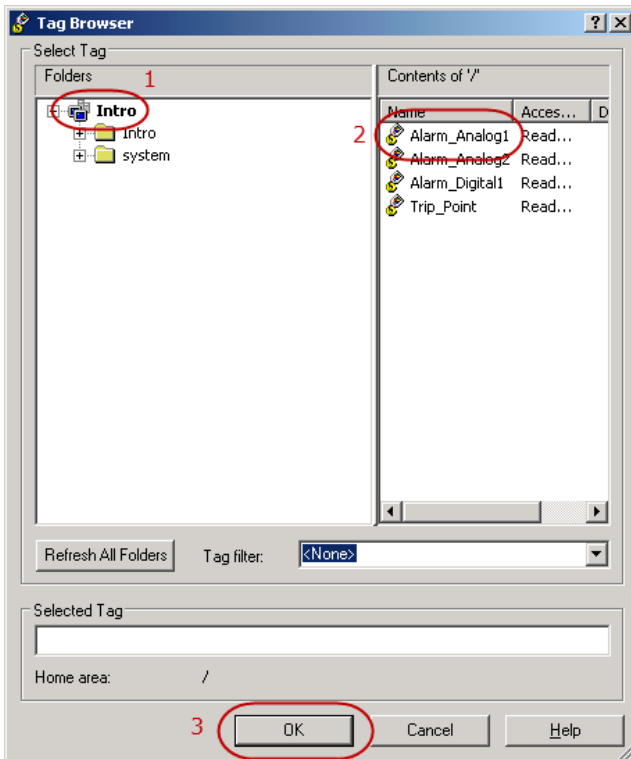 Tag Browser
Select Tag
Folders 1
Contents of '/'
Intro
Intro
system
Name Acces... D
2 Alarm_Analog1 Read...
Alarm_Analog2 Read...
Alarm_Digital1 Read...
Trip_Point Read...
Refresh All Folders Tag filter: <None>
Selected Tag
Home area: /
3 OK Cancel Help